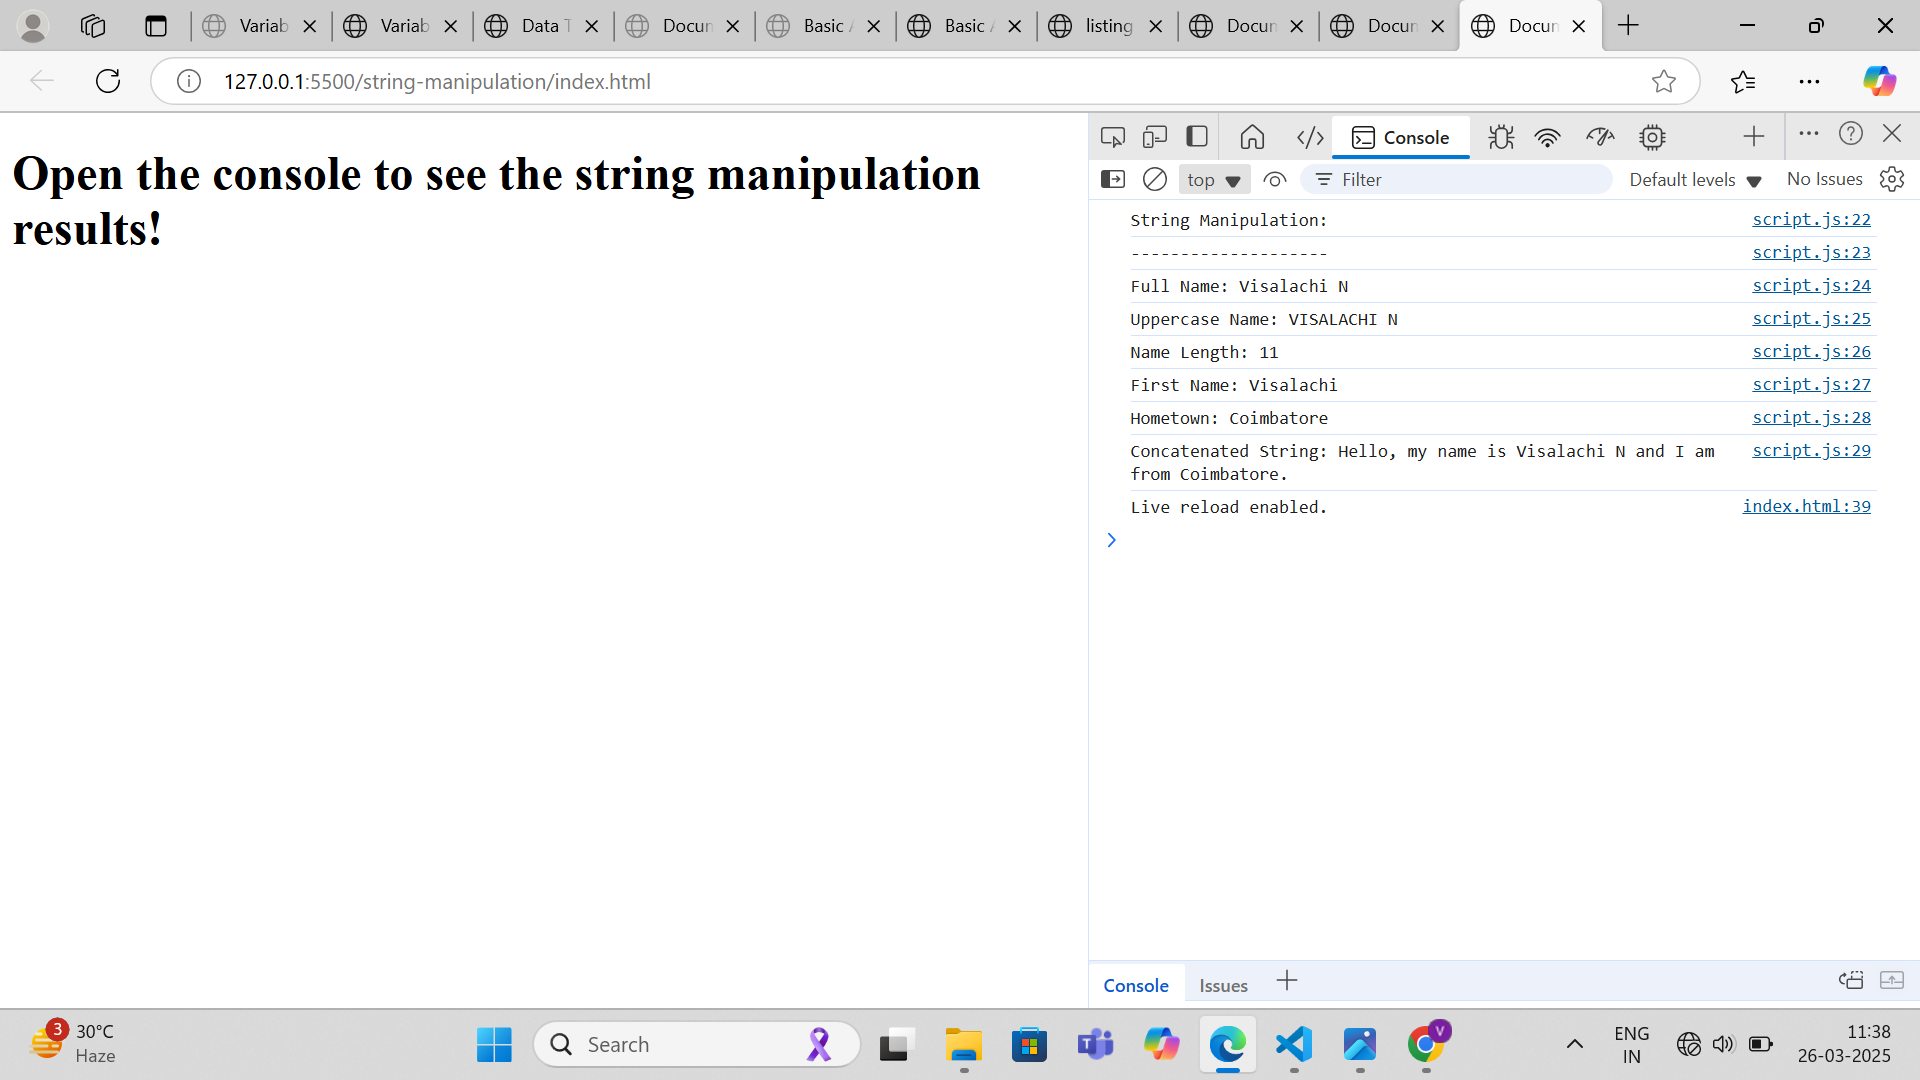 Variab
Variab
Data T
Docun
Basic A
Basic A
listing
Docun
Docun
Docun
127.0.0.1:5500/string-manipulation/index.html
Open the console to see the string manipulation
results!
Console
top
Filter
Default levels
No Issues
String Manipulation: script.js:22
-------------------- script.js:23
Full Name: Visalachi N script.js:24
Uppercase Name: VISALACHI N script.js:25
Name Length: 11 script.js:26
First Name: Visalachi script.js:27
Hometown: Coimbatore script.js:28
Concatenated String: Hello, my name is Visalachi N and I am script.js:29
from Coimbatore.
Live reload enabled. index.html:39
Console
Issues
3
30°C
Haze
Search
V
ENG
IN
11:38
26-03-2025